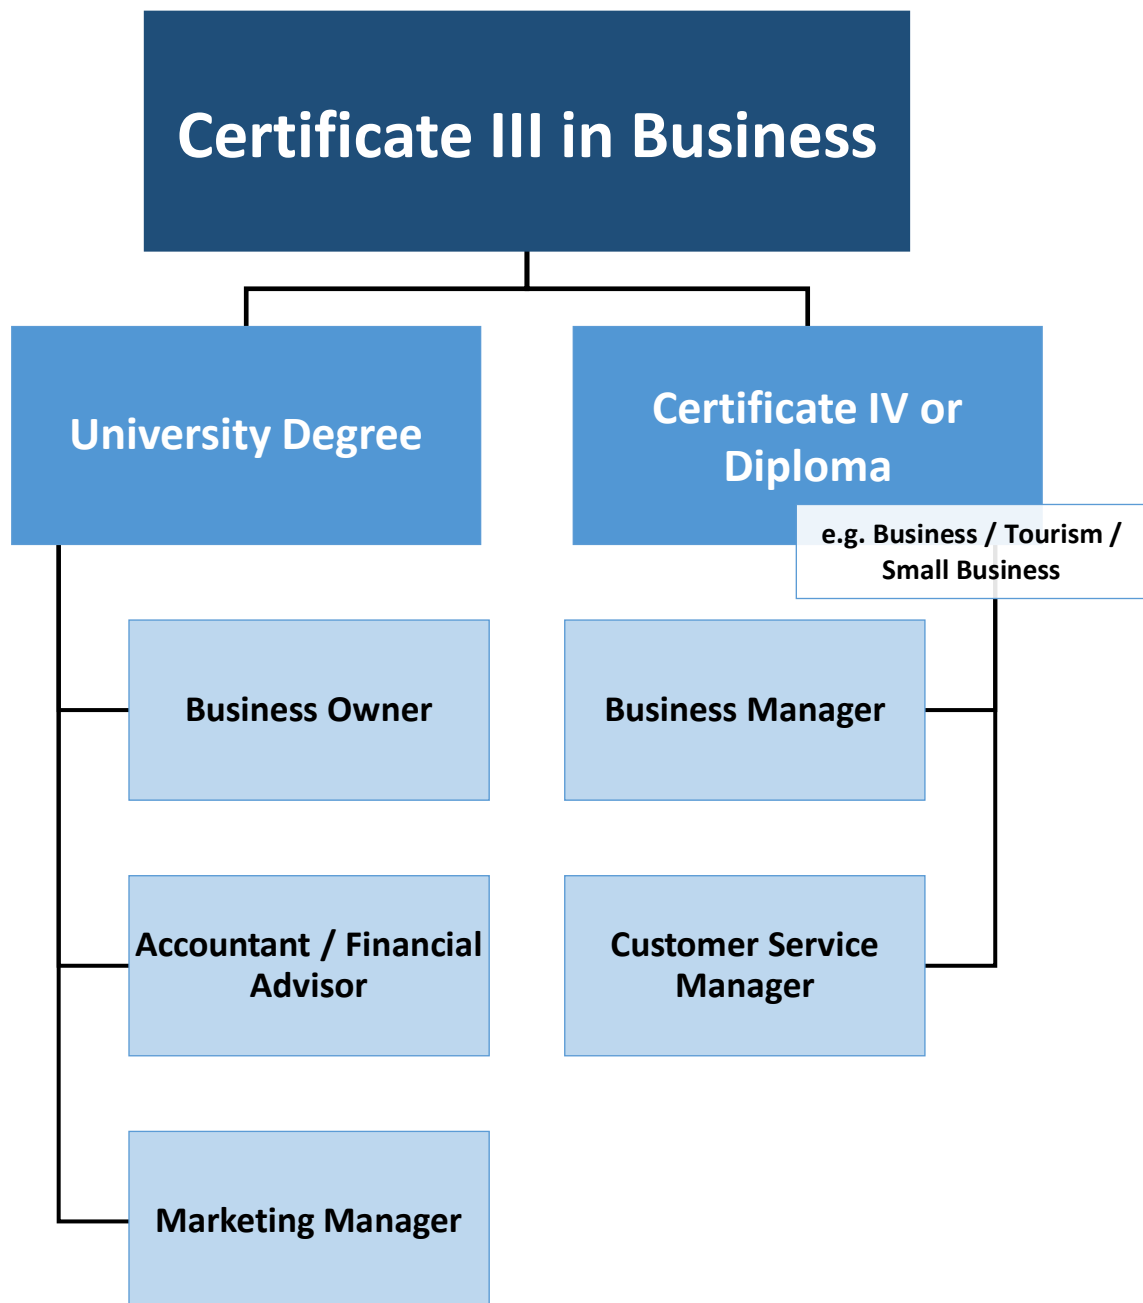 Certificate III in Business
University Degree
Certificate IV or
Diploma
e.g. Business / Tourism /
Small Business
Business Owner
Business Manager
Accountant / Financial
Advisor
Customer Service
Manager
Marketing Manager